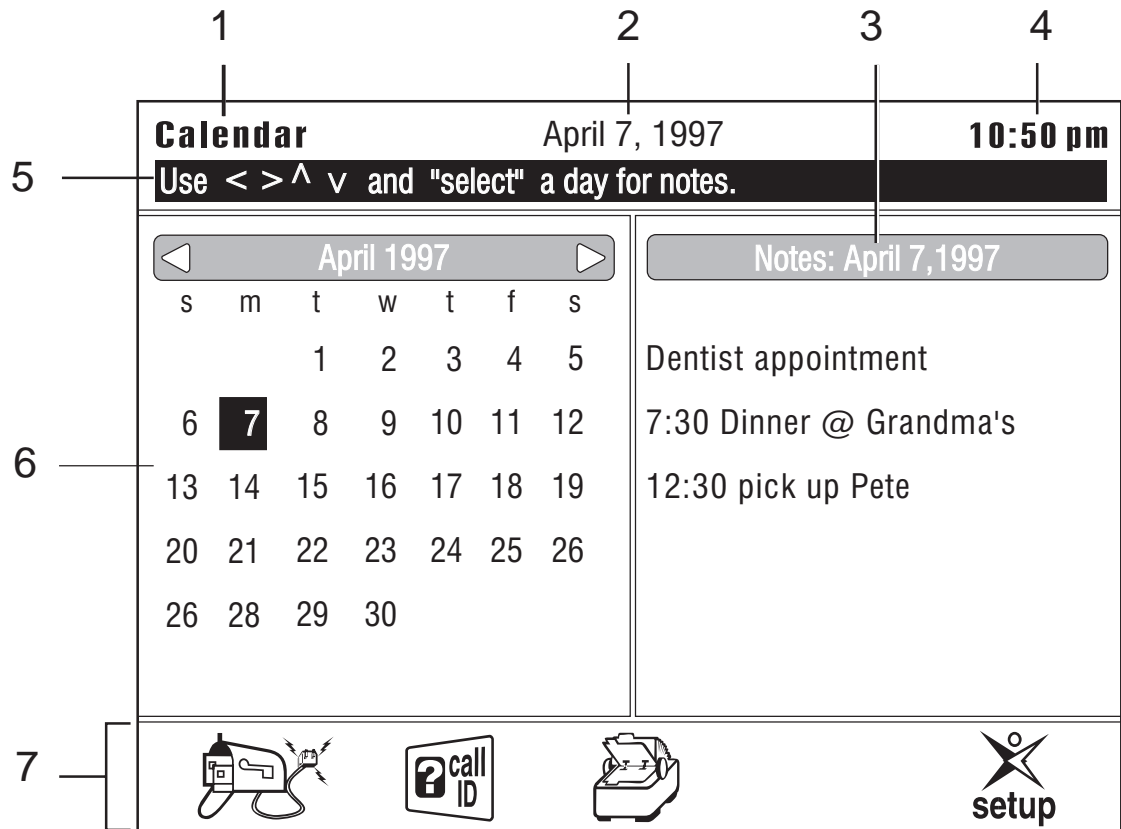 1 2 3 4
Calendar April 7, 1997 10:50 pm
5
Use < > ^ v and "select" a day for notes.
April 1997
s m t w t f s
1 2 3 4 5
6 7 8 9 10 11 12
6
13 14 15 16 17 18 19
20 21 22 23 24 25 26
26 28 29 30
Notes: April 7,1997
Dentist appointment
7:30 Dinner @ Grandma's
12:30 pick up Pete
7
? call
ID
setup